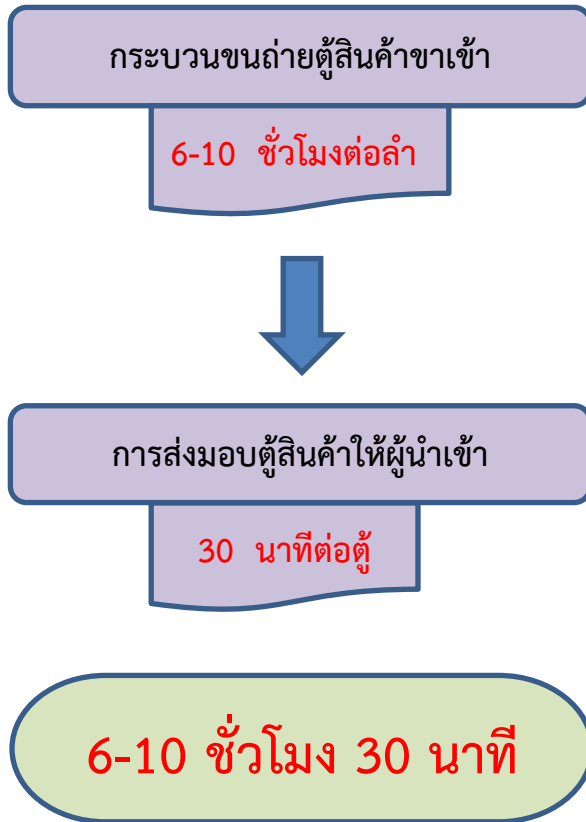 กระบวนขนถ่ายตู้สินค้าขาเข้า
6-10 ชั่วโมงต่อลำ
การส่งมอบตู้สินค้าให้ผู้นำเข้า
30 นาทีต่อตู้
6-10 ชั่วโมง 30 นาที